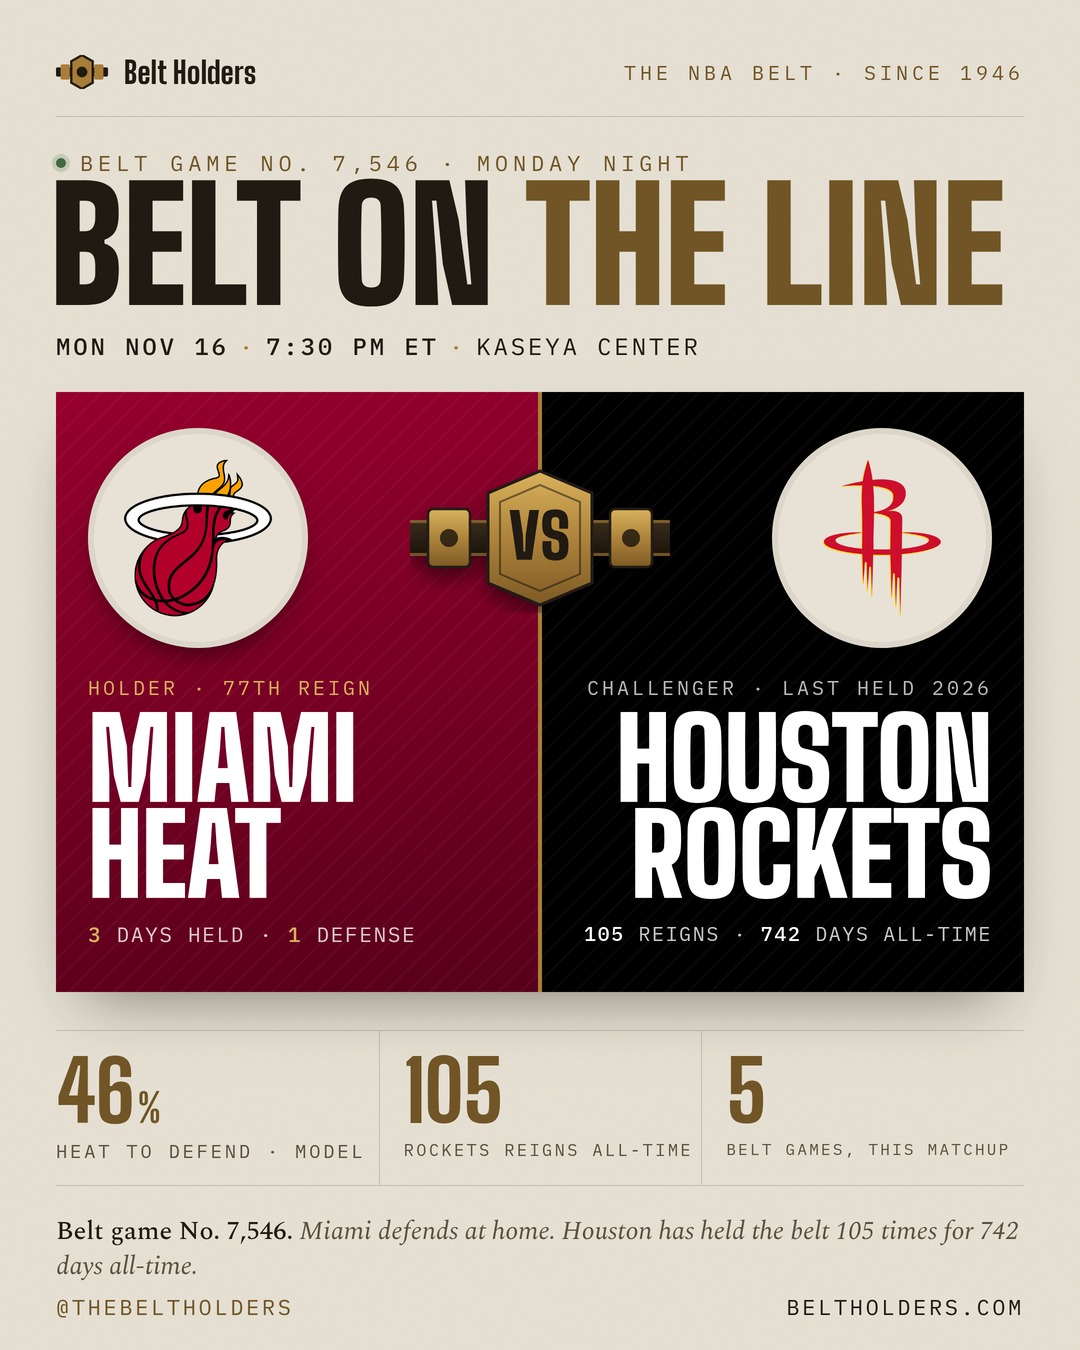 Belt Holders
THE NBA BELT · SINCE 1946
BELT GAME NO. 7,546 · MONDAY NIGHT
BELT ON THE LINE
MON NOV 16 · 7:30 PM ET · KASEYA CENTER
VS
R
HOLDER · 77TH REIGN
MIAMI
HEAT
3 DAYS HELD · 1 DEFENSE
CHALLENGER · LAST HELD 2026
HOUSTON
ROCKETS
105 REIGNS · 742 DAYS ALL-TIME
46%
HEAT TO DEFEND · MODEL
105
ROCKETS REIGNS ALL-TIME
5
BELT GAMES, THIS MATCHUP
Belt game No. 7,546. Miami defends at home. Houston has held the belt 105 times for 742
days all-time.
@THEBELTHOLDERS
BELTHOLDERS.COM